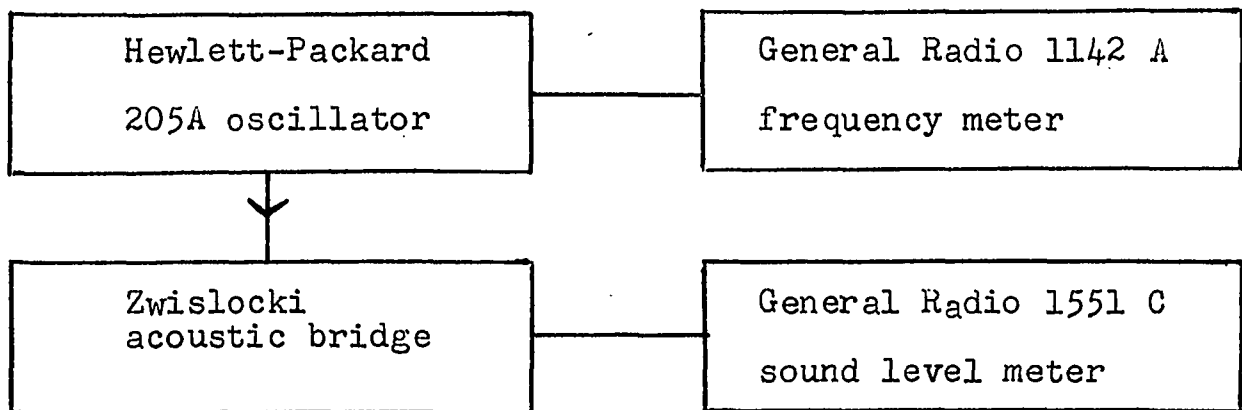 Hewlett-Packard
205A oscillator
General Radio 1142 A
frequency meter
Zwislocki
acoustic bridge
General Radio 1551 C
sound level meter